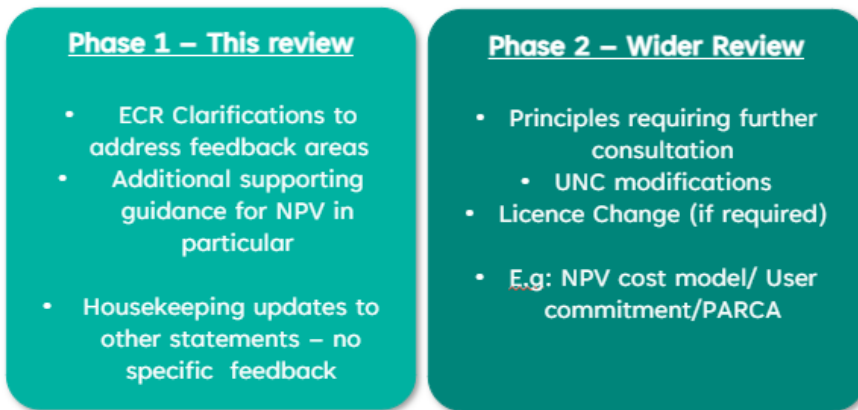 Phase 1 – This review
• ECR Clarifications to
address feedback areas
• Additional supporting
guidance for NPV in
particular
• Housekeeping updates to
other statements – no
specific feedback
Phase 2 – Wider Review
• Principles requiring further
consultation
• UNC modifications
• Licence Change (if required)
• E.g: NPV cost model/ User
commitment/PARCA